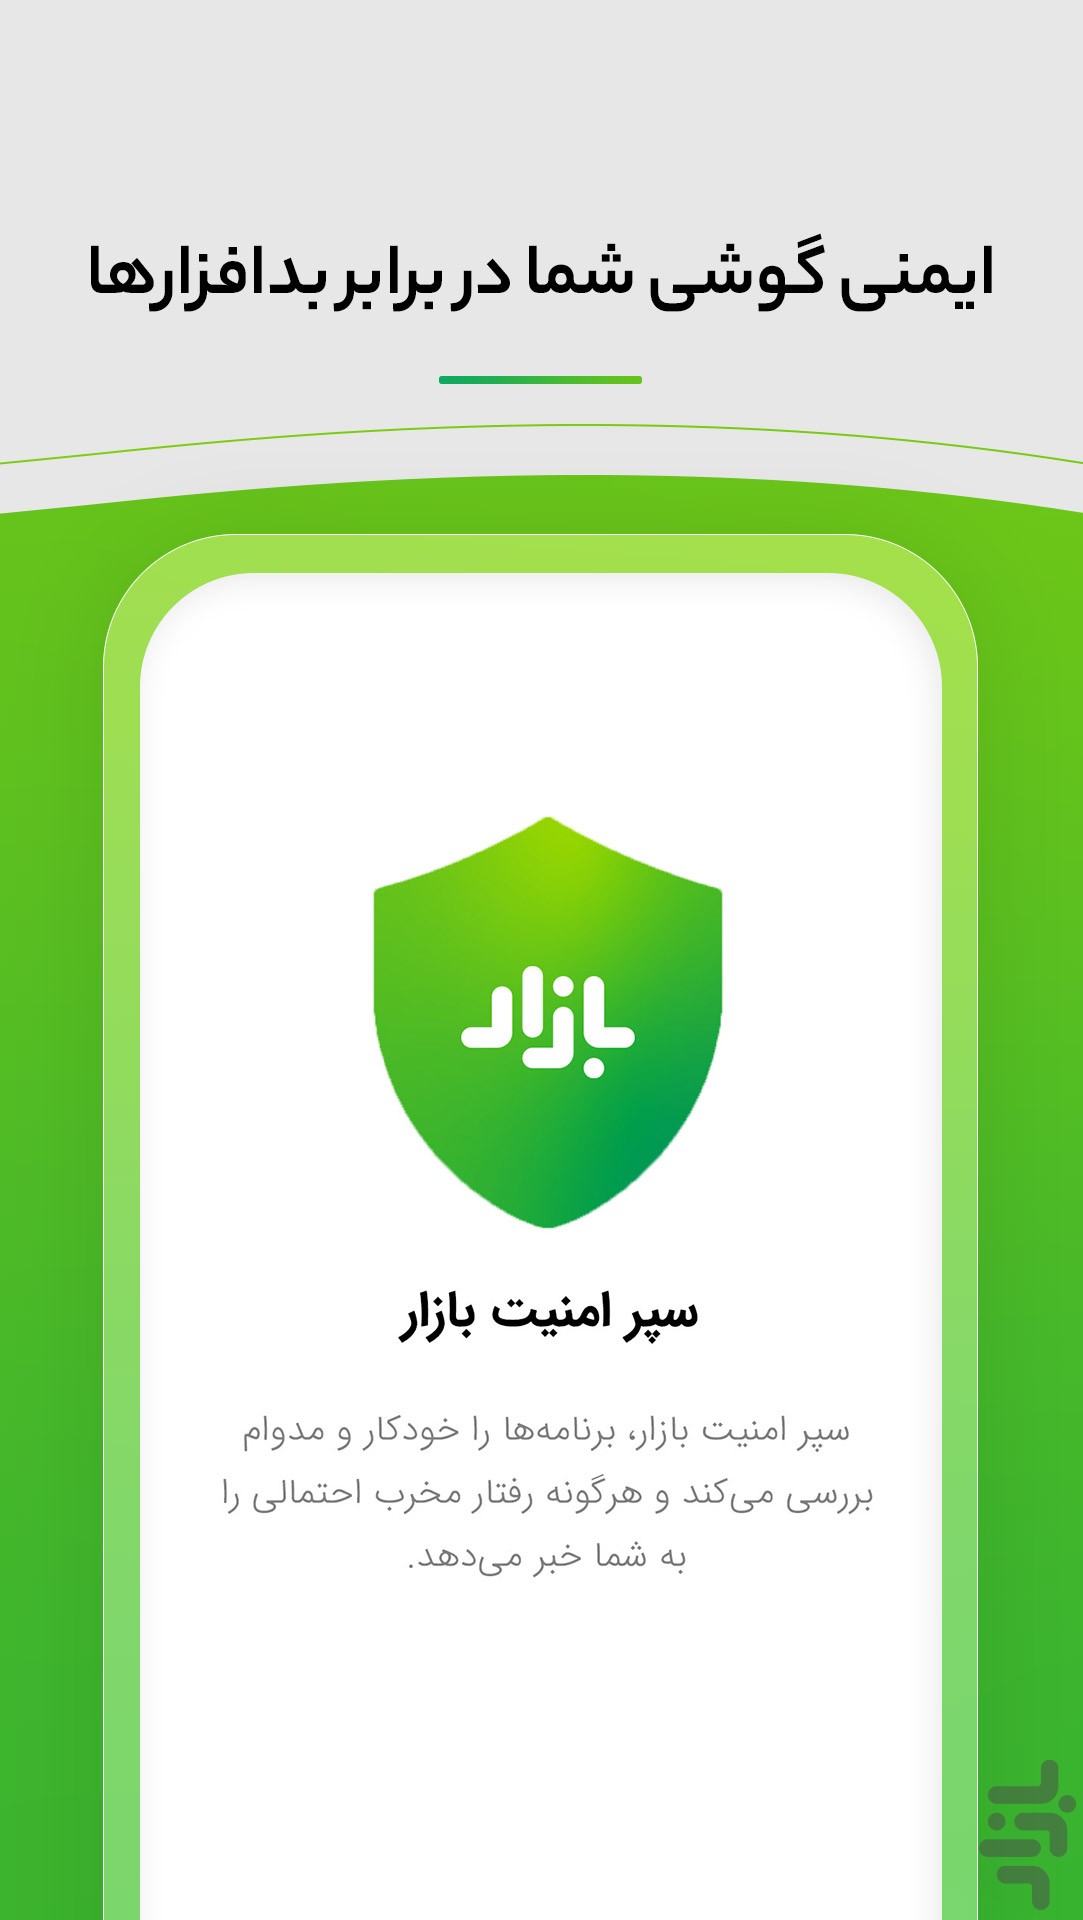 ایمنی گوشی شما در برابر بدافزارها
بازار
سپر امنیت بازار
سپر امنیت بازار، برنامه‌ها را خودکار و مدوام
بررسی می‌کند و هرگونه رفتار مخرب احتمالی را
به شما خبر می‌دهد.
بازار